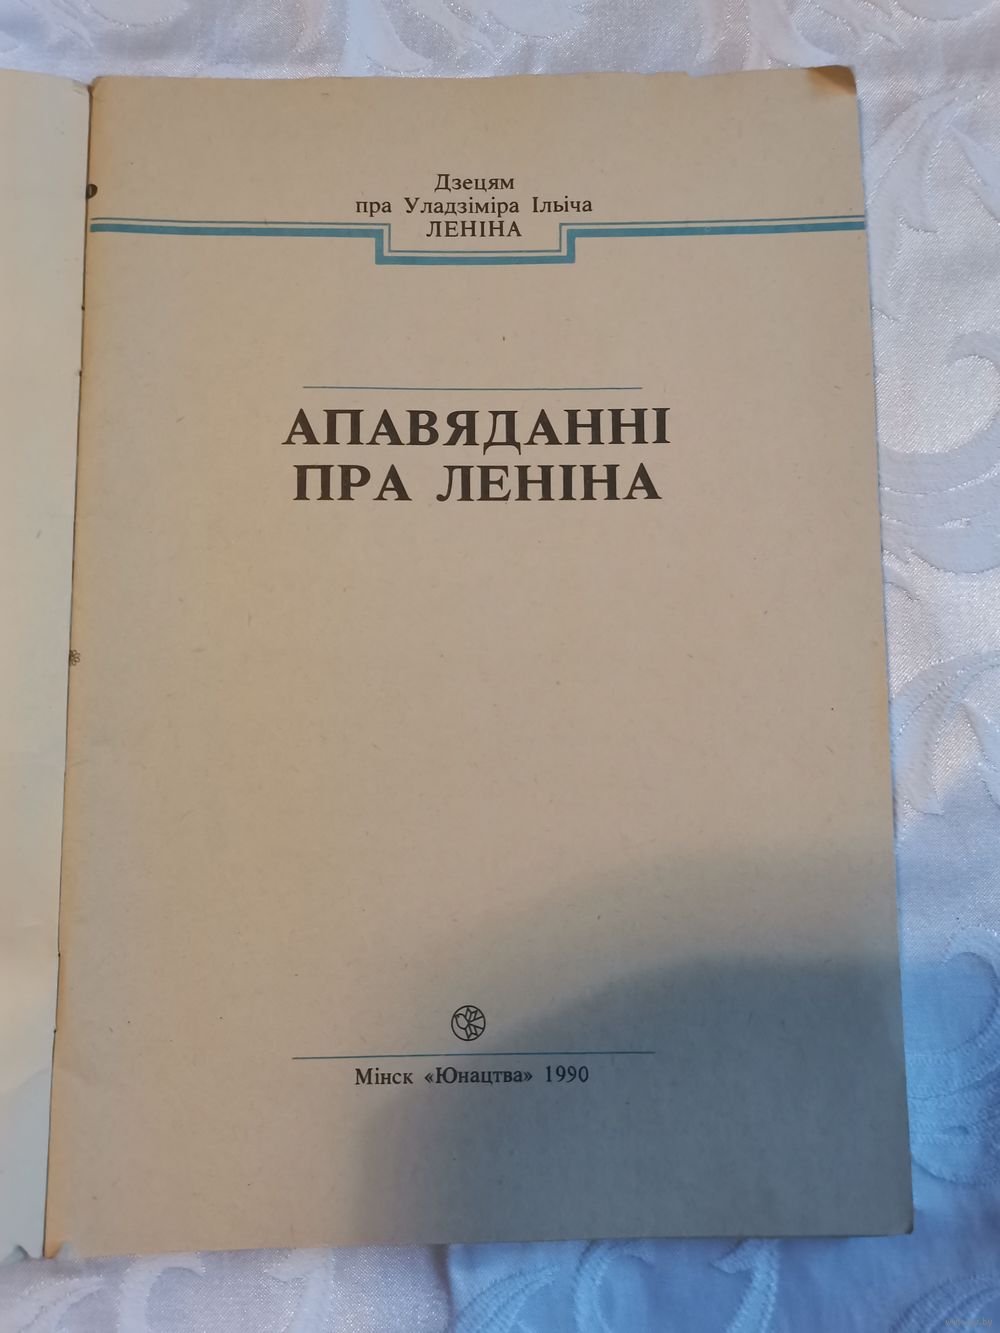 Дзецям
пра Уладзіміра Ільіча
ЛЕНІНА
АПАВЯДАННІ
ПРА ЛЕНІНА
Мінск «Юнацтва» 1990